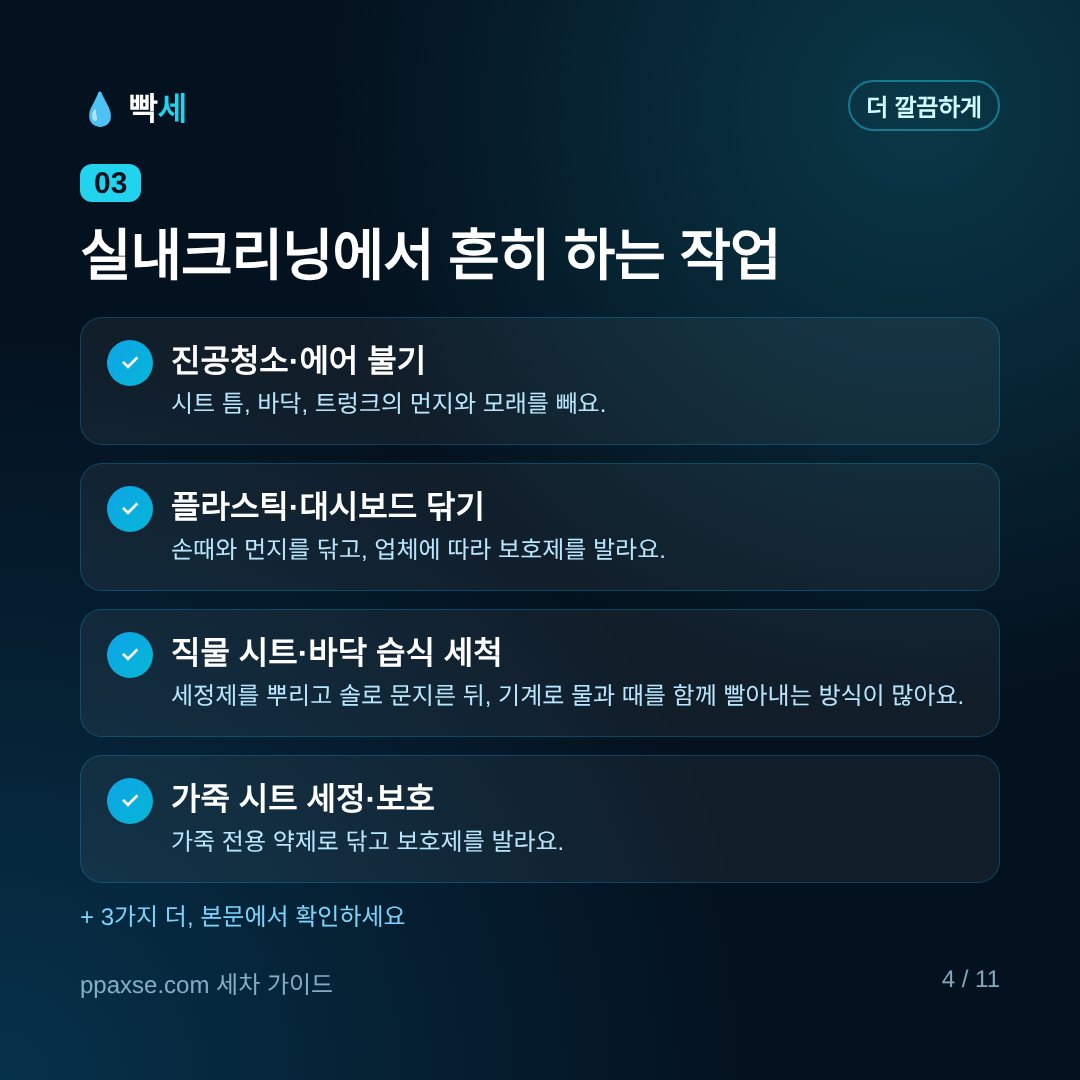 빡세
더 깔끔하게
03
실내크리닝에서 흔히 하는 작업
진공청소·에어 불기
시트 틈, 바닥, 트렁크의 먼지와 모래를 빼요.
플라스틱·대시보드 닦기
손때와 먼지를 닦고, 업체에 따라 보호제를 발라요.
직물 시트·바닥 습식 세척
세정제를 뿌리고 솔로 문지른 뒤, 기계로 물과 때를 함께 빨아내는 방식이 많아요.
가죽 시트 세정·보호
가죽 전용 약제로 닦고 보호제를 발라요.
+ 3가지 더, 본문에서 확인하세요
ppaxse.com 세차 가이드
4 / 11